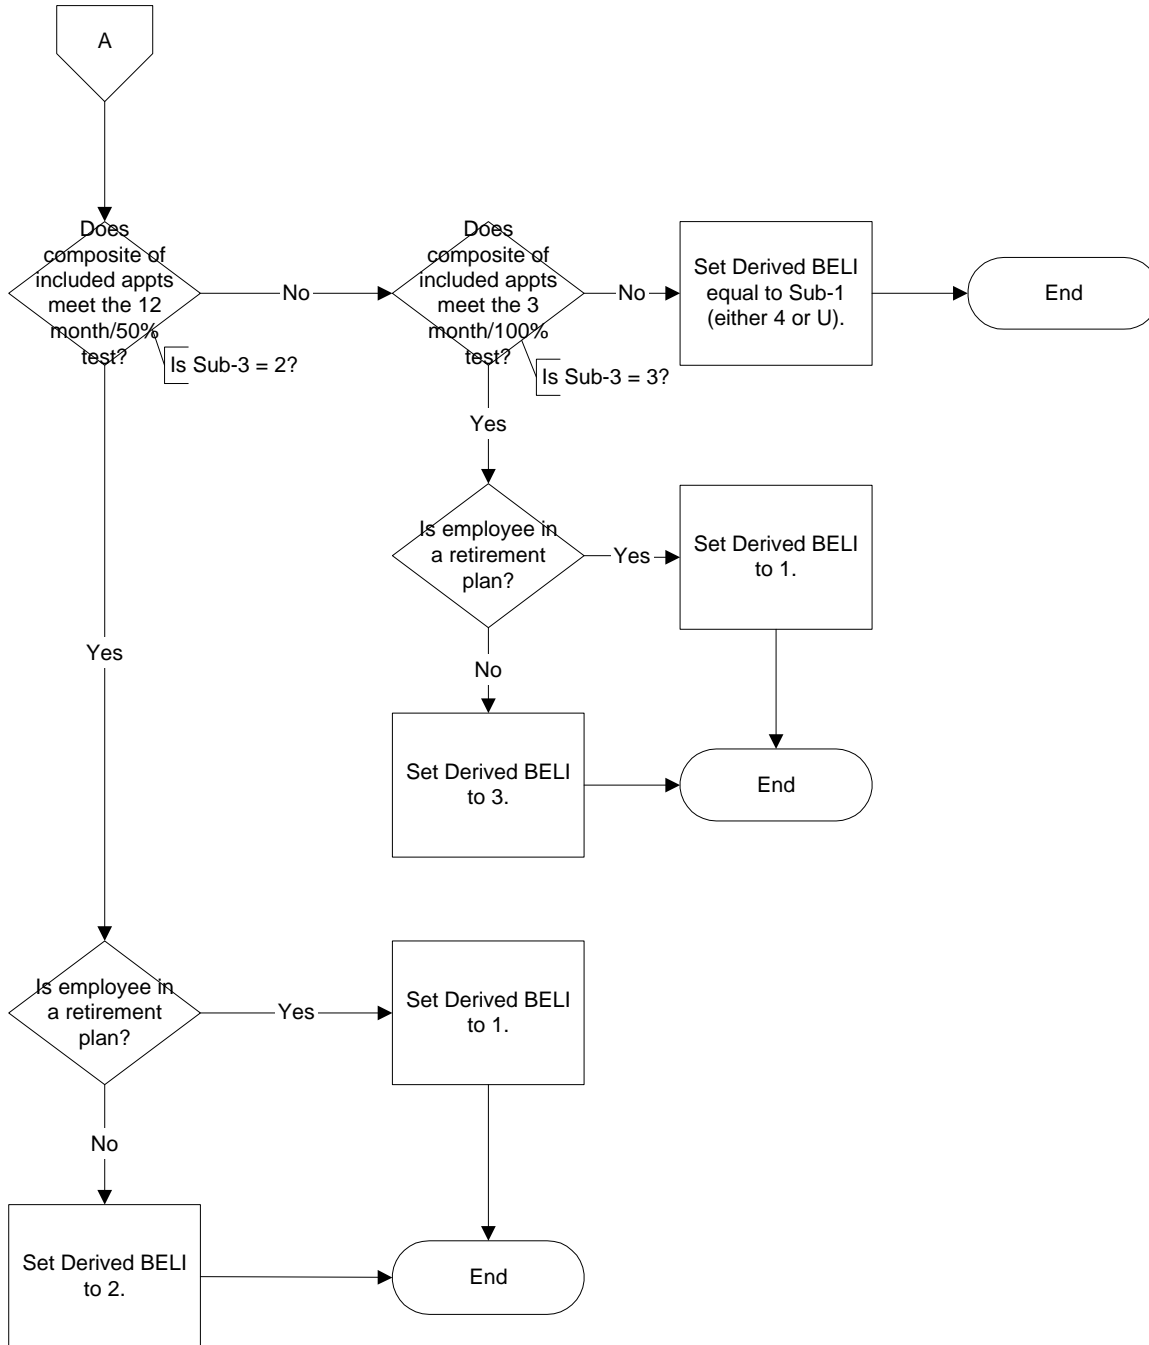 A
Does
composite of
included appts
meet the 12
month/50%
test?
Is Sub-3 = 2?
No
Does
composite of
included appts
meet the 3
month/100%
test?
Is Sub-3 = 3?
No
Set Derived BELI
equal to Sub-1
(either 4 or U).
End
Yes
Is employee in
a retirement
plan?
Yes
Set Derived BELI
to 1.
No
Set Derived BELI
to 3.
End
Yes
Is employee in
a retirement
plan?
Yes
Set Derived BELI
to 1.
No
Set Derived BELI
to 2.
End